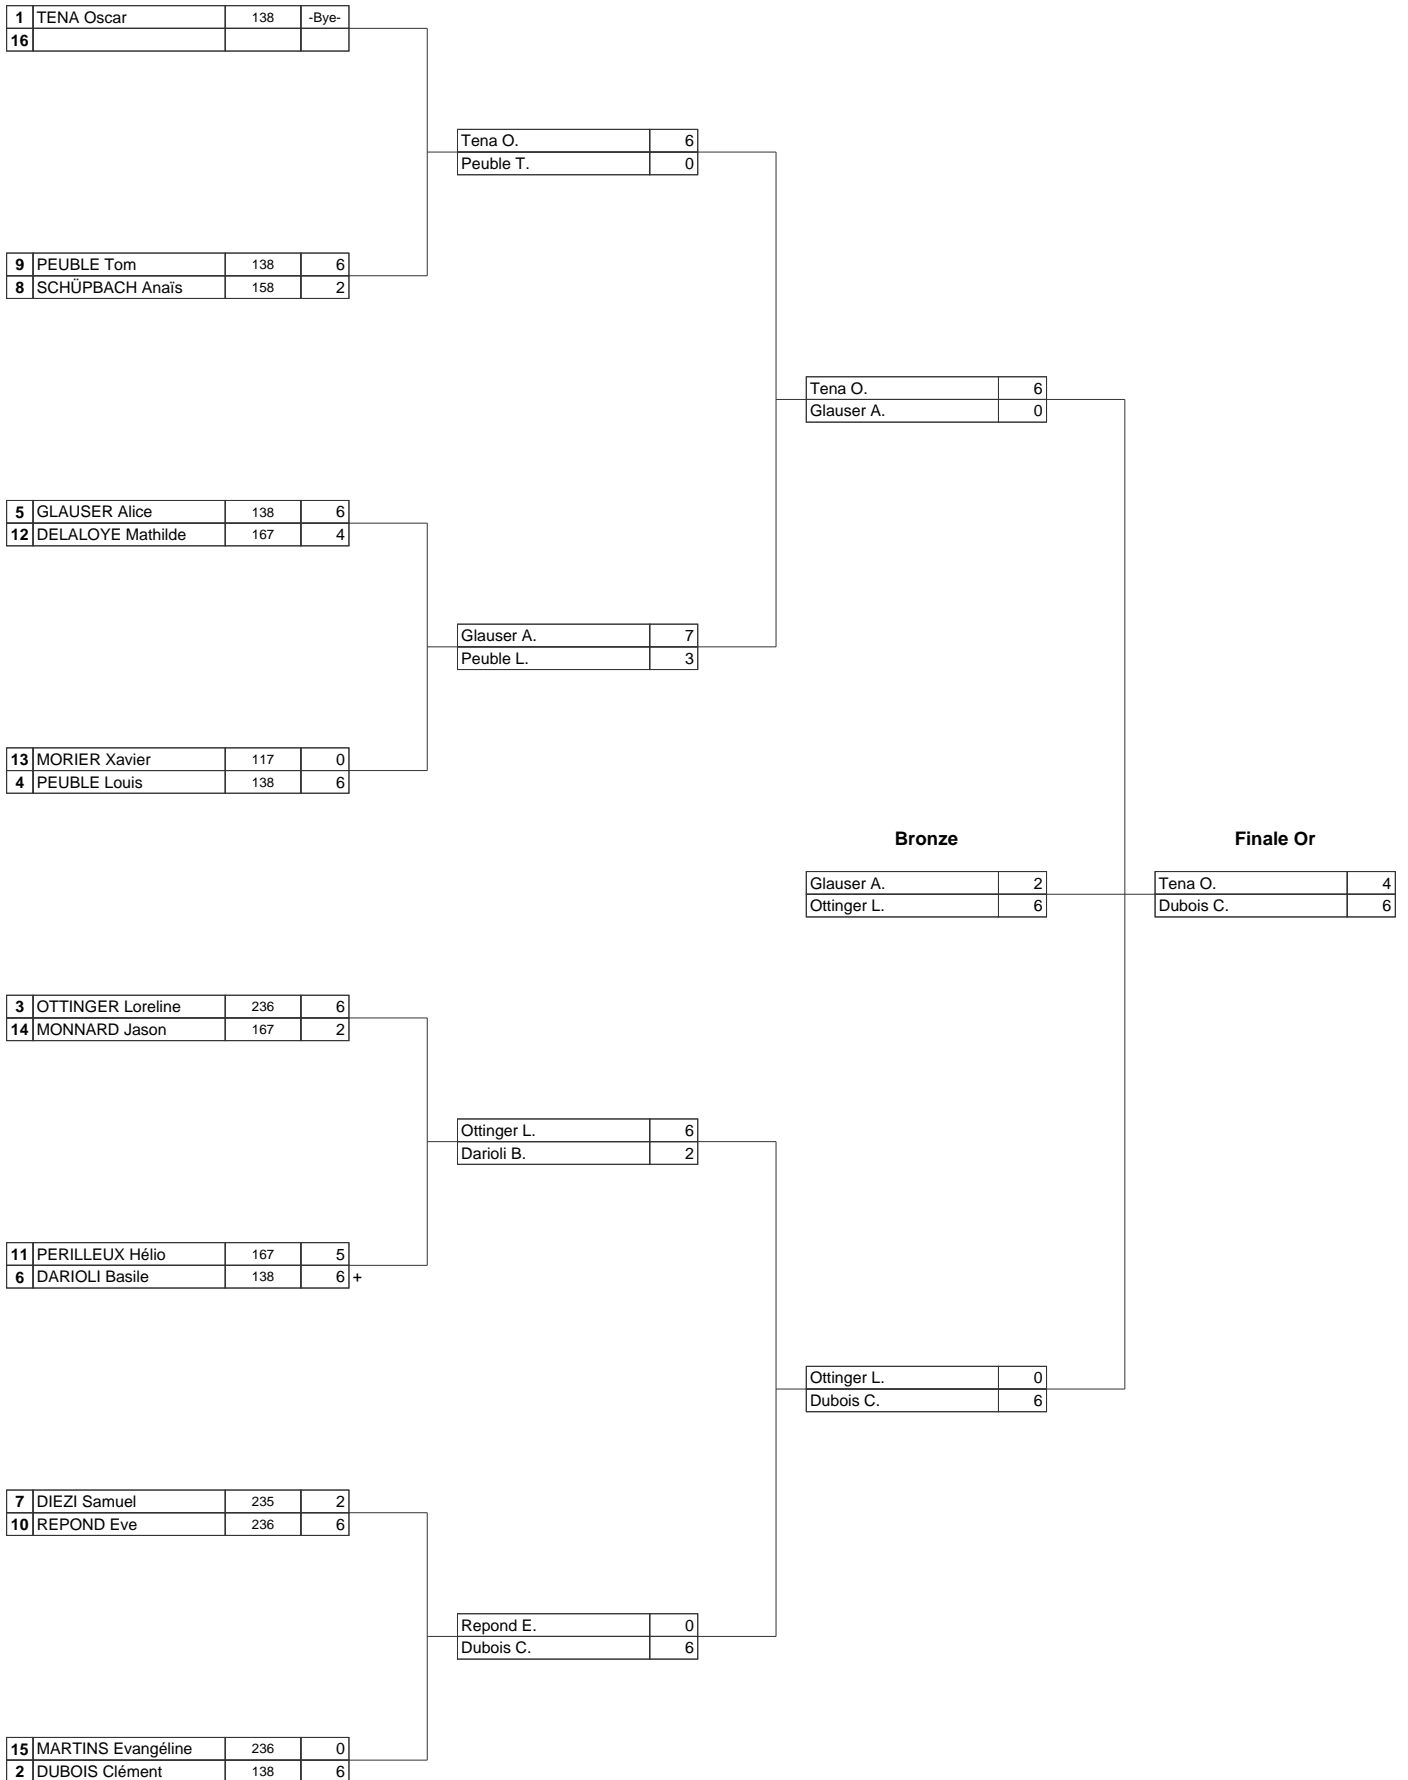 1 TENA Oscar 138 -Bye-
16
Tena O. 6
Peuble T. 0
9 PEUBLE Tom 138 6
8 SCHÜPBACH Anaïs 158 2
Tena O. 6
Glauser A. 0
5 GLAUSER Alice 138 6
12 DELALOYE Mathilde 167 4
Glauser A. 7
Peuble L. 3
13 MORIER Xavier 117 0
4 PEUBLE Louis 138 6
Bronze Finale Or
Glauser A. 2 Tena O. 4
Ottinger L. 6 Dubois C. 6
3 OTTINGER Loreline 236 6
14 MONNARD Jason 167 2
Ottinger L. 6
Darioli B. 2
11 PERILLEUX Hélio 167 5
6 DARIOLI Basile 138 6 +
Ottinger L. 0
Dubois C. 6
7 DIEZI Samuel 235 2
10 REPOND Eve 236 6
Repond E. 0
Dubois C. 6
15 MARTINS Evangéline 236 0
2 DUBOIS Clément 138 6